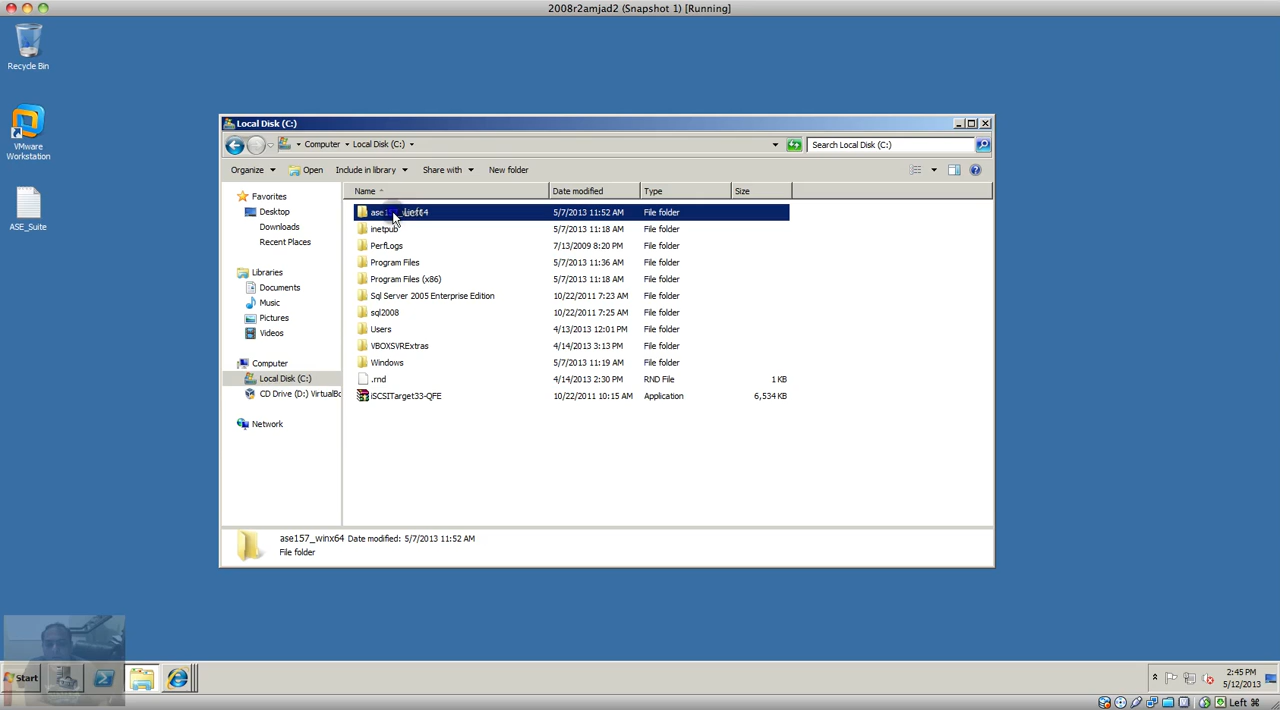 2008r2amjad2 (Snapshot 1) [Running]
Recycle Bin
VMware
Workstation
ASE_Suite
Local Disk (C:)
Computer Local Disk (C:)
Search Local Disk (C:)
Organize Include in library Share with New folder
Open
Favorites
Desktop
Downloads
Recent Places
Libraries
Documents
Music
Pictures
Videos
Computer
Local Disk (C:)
CD Drive (D:) VirtualBo
Network
Name Date modified Type Size
5/7/2013 11:52 AM File folder
inetpub 5/7/2013 11:18 AM File folder
PerfLogs 7/13/2009 8:20 PM File folder
Program Files 5/7/2013 11:36 AM File folder
Program Files (x86) 5/7/2013 11:18 AM File folder
Sql Server 2005 Enterprise Edition 10/22/2011 7:23 AM File folder
sql2008 10/22/2011 7:25 AM File folder
Users 4/13/2013 12:01 PM File folder
VBOXSVRExtras 4/14/2013 3:13 PM File folder
Windows 5/7/2013 11:19 AM File folder
.rnd 4/14/2013 2:30 PM RND File 1 KB
iSCSITarget33-QFE 10/22/2011 10:15 AM Application 6,534 KB
ase157_winx64 Date modified: 5/7/2013 11:52 AM
File folder
Start
2:45 PM
5/12/2013
Left ⌘